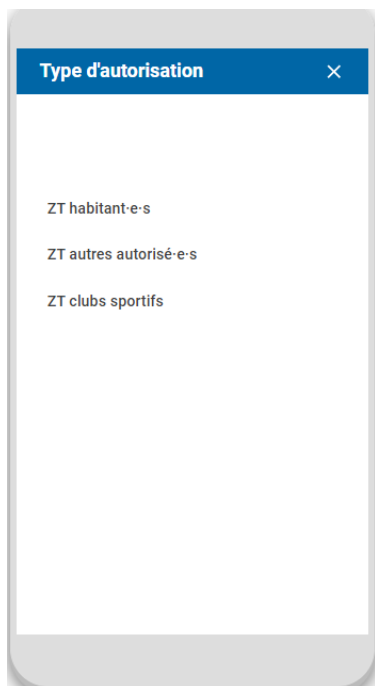 Type d'autorisation
ZT habitant·e·s
ZT autres autorisé·e·s
ZT clubs sportifs